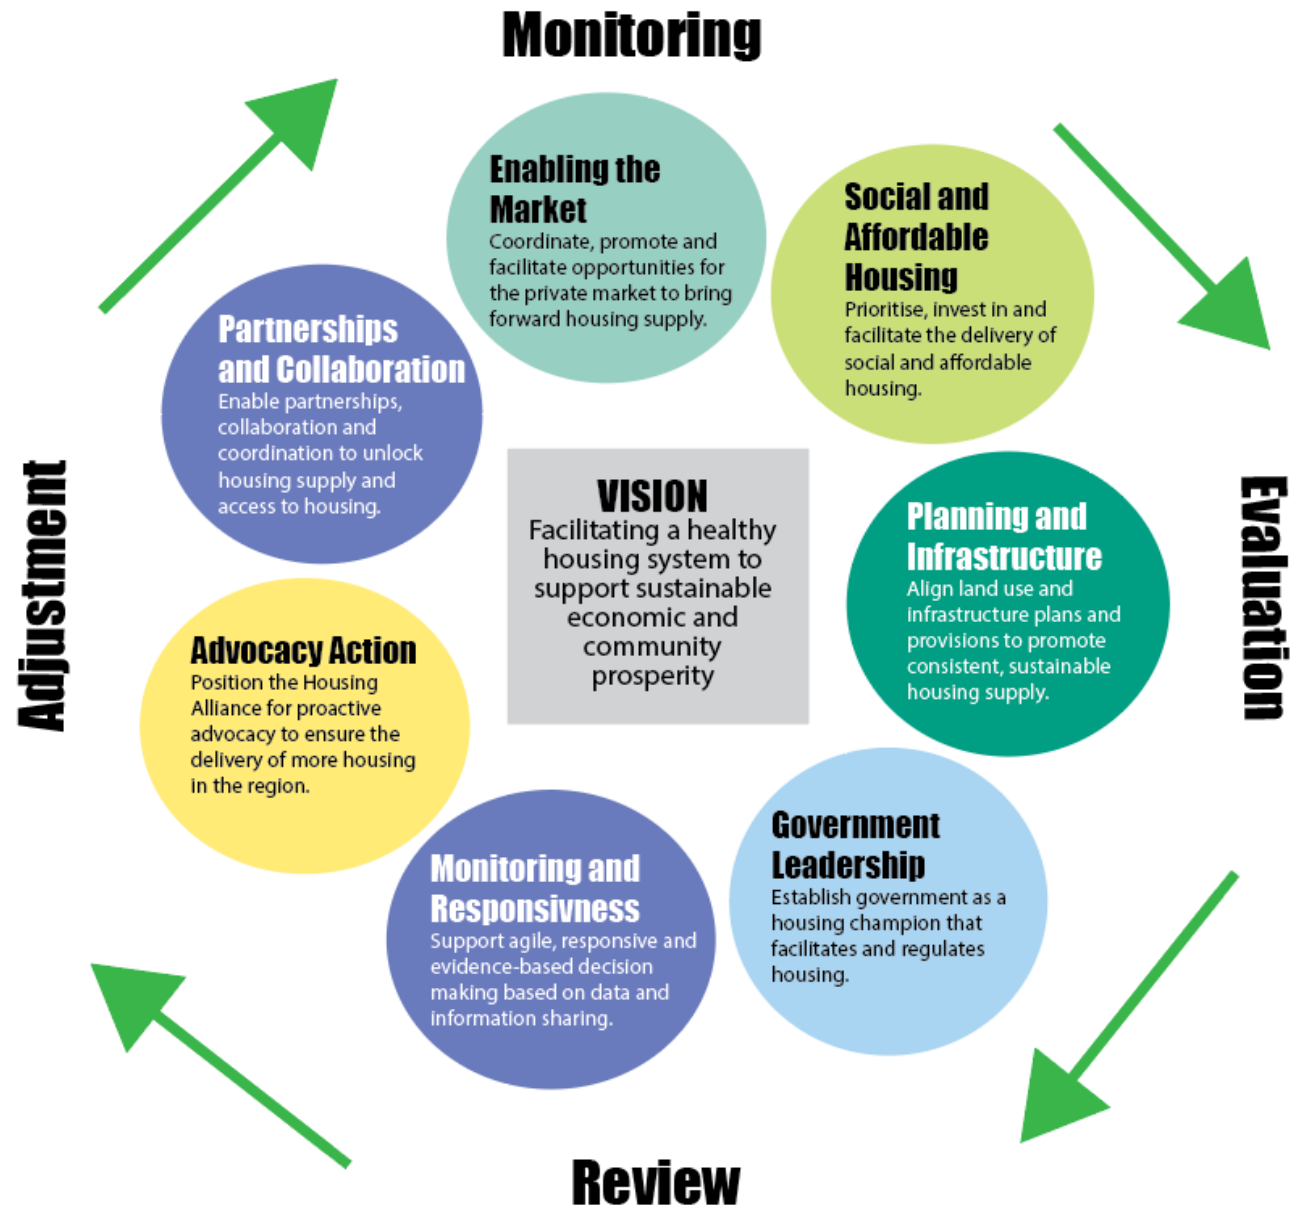 Monitoring
Enabling the
Market
Coordinate, promote and
facilitate opportunities for
the private market to bring
forward housing supply.
Social and
Affordable
Housing
Prioritise, invest in and
facilitate the delivery of
social and affordable
housing.
Partnerships
and Collaboration
Enable partnerships,
collaboration and
coordination to unlock
housing supply and
access to housing.
VISION
Facilitating a healthy
housing system to
support sustainable
economic and
community
prosperity
Planning and
Infrastructure
Align land use and
infrastructure plans and
provisions to promote
consistent, sustainable
housing supply.
Adjustment
Evaluation
Advocacy Action
Position the Housing
Alliance for proactive
advocacy to ensure the
delivery of more housing
in the region.
Government
Leadership
Establish government as a
housing champion that
facilitates and regulates
housing.
Monitoring and
Responsivness
Support agile, responsive and
evidence-based decision
making based on data and
information sharing.
Review